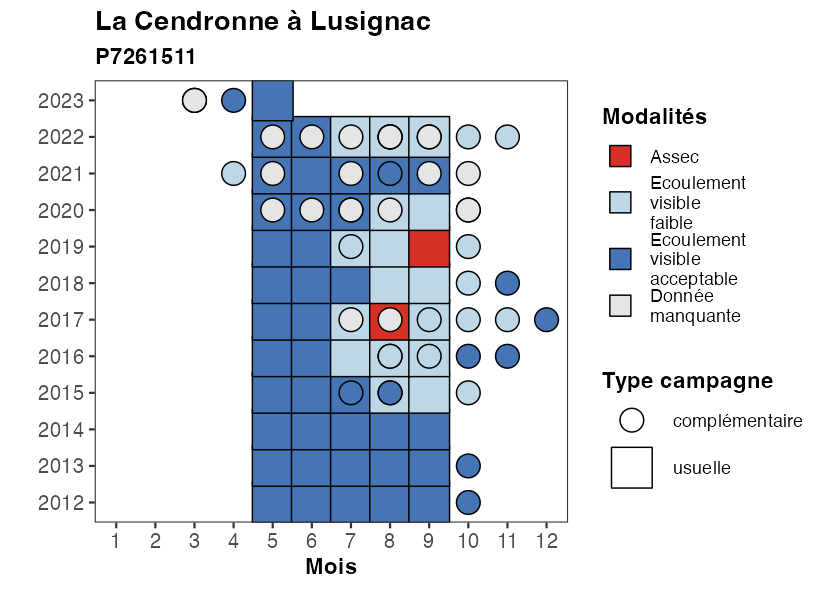 La Cendronne à Lusignac
P7261511
2023
2022
2021
2020
2019
2018
2017
2016
2015
2014
2013
2012
1 2 3 4 5 6 7 8 9 10 11 12
Mois
Modalités
Assec
Ecoulement
visible
faible
Ecoulement
visible
acceptable
Donnée
manquante
Type campagne
complémentaire
usuelle